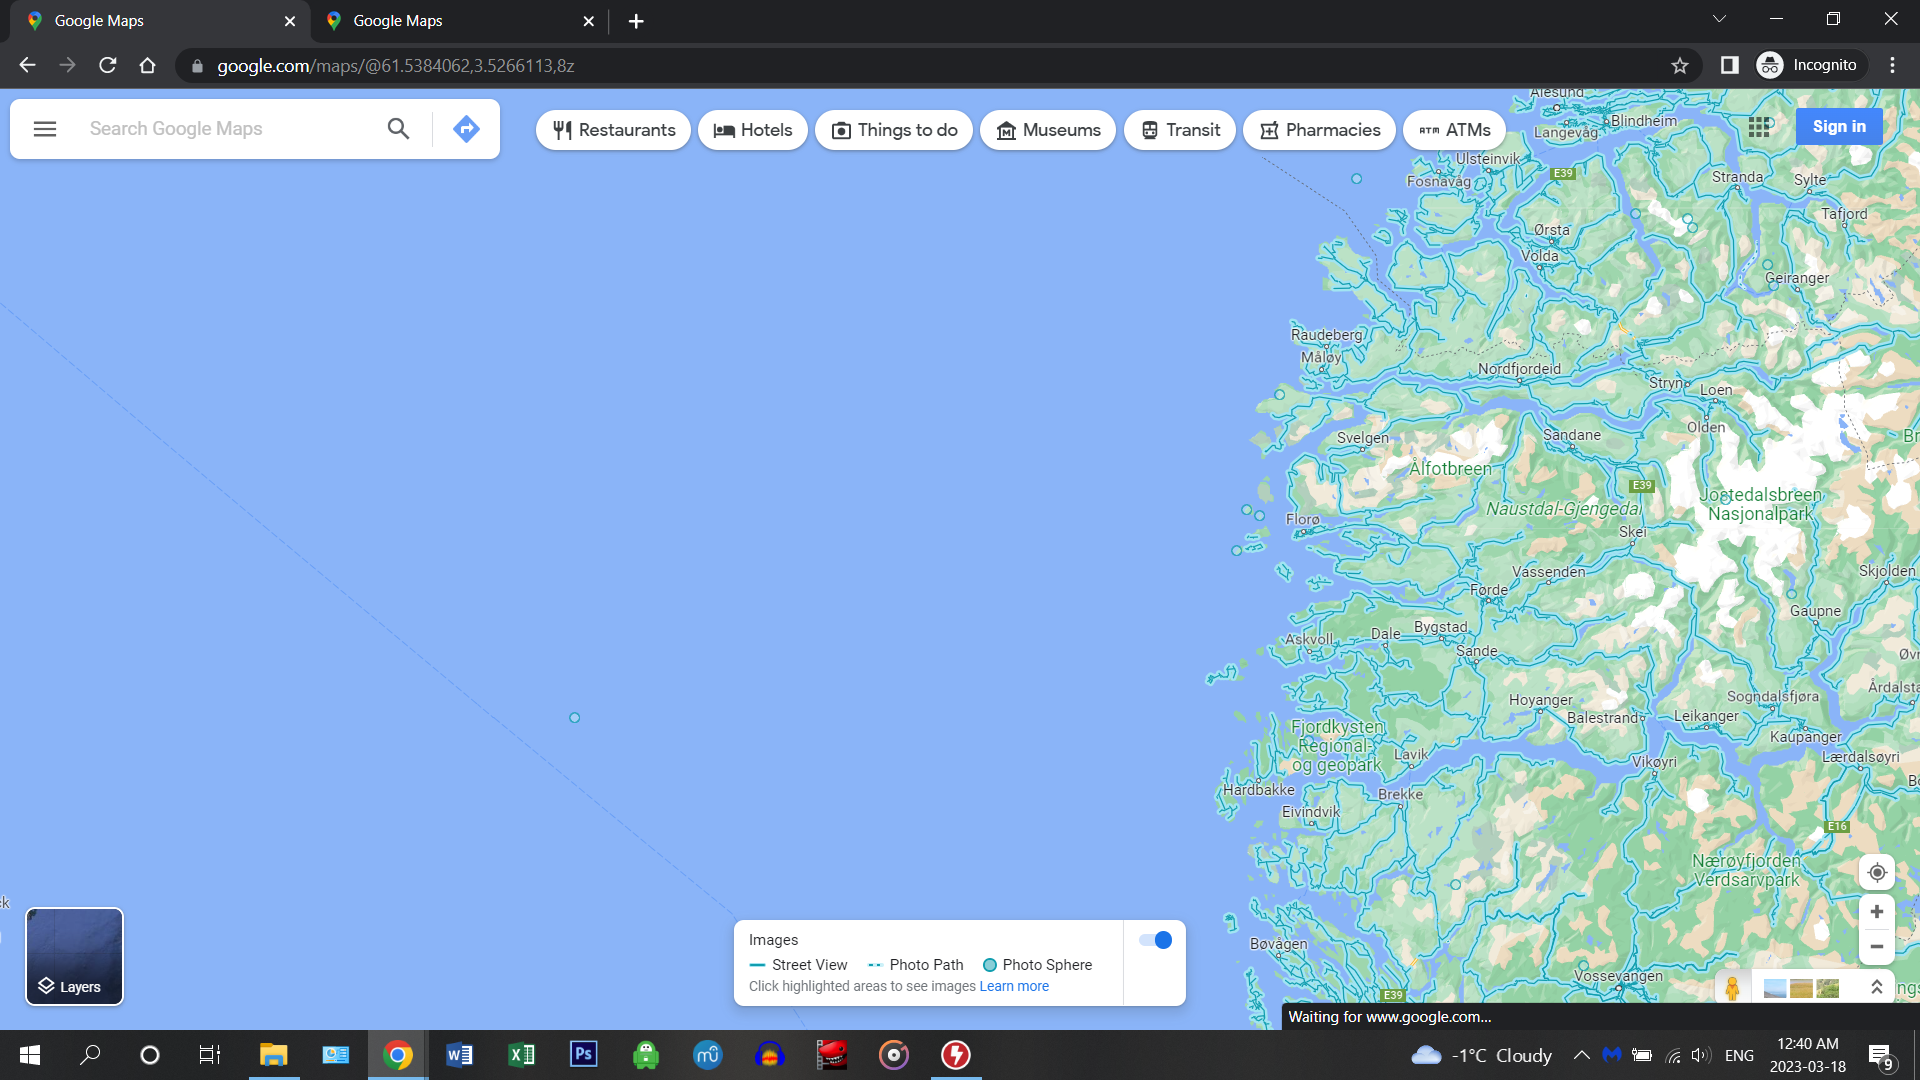 Google Maps
Google Maps
google.com/maps/@61.5384062,3.5266113,8z
Incognito
Search Google Maps
Restaurants
Hotels
Things to do
Museums
Transit
Pharmacies
ATM ATMs
Sign in
Ålesund
Blindheim
Langevåg
Ulsteinvik
Fosnavåg
E39
Stranda
Sylte
Tafjord
Ørsta
Volda
Geiranger
Raudeberg
Måløy
Nordfjordeid
Stryn
Loen
Olden
Svelgen
Sandane
Br
Ålfotbreen
E39
Jostedalsbreen
Nasjonalpark
Naustdal-Gjengedal
Florø
Skei
Vassenden
Skjolden
Førde
Gaupne
Bygstad
Dale
Askvoll
Sande
Øvr
Årdalsta
Hoyanger
Balestrand
Leikanger
Sogndalsfjøra
Kaupanger
Fjordkysten
Regional-
og geopark
Lavik
Lærdalsøyri
Vikøyri
Bo
Hardbakke
Brekke
Eivindvik
E16
Nærøyfjorden
Verdsarvpark
ck
Bøvågen
Vossevangen
ngs
E39
Layers
Images
Street View
Photo Path
Photo Sphere
Click highlighted areas to see images Learn more
Waiting for www.google.com...
-1°C Cloudy
ENG
12:40 AM
2023-03-18
9